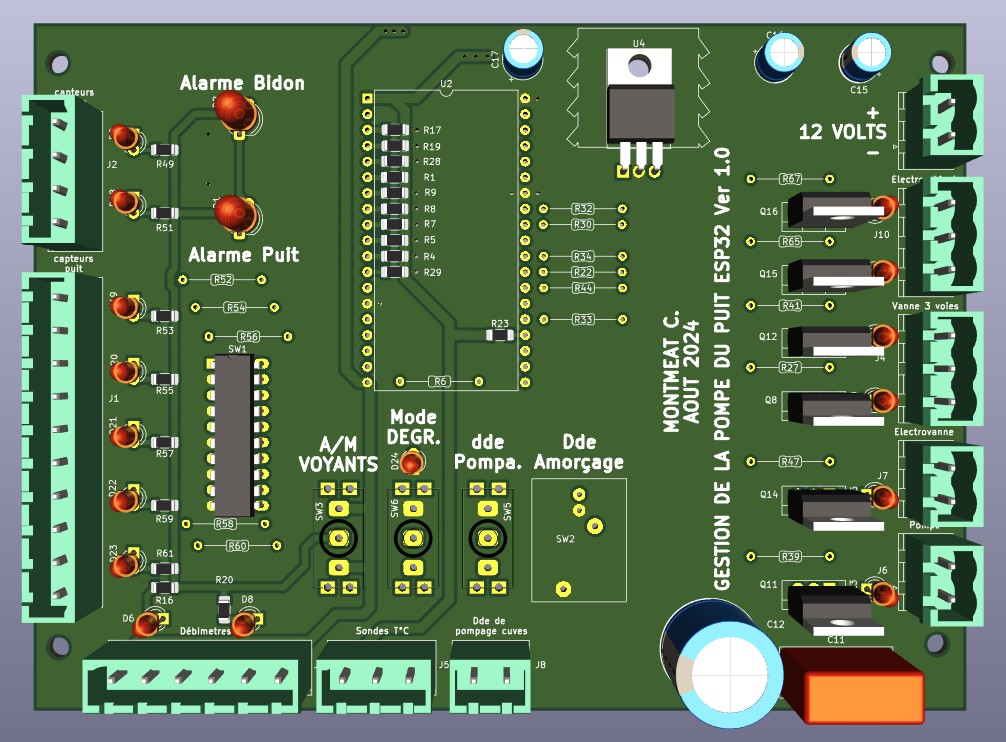 capteurs
Alarme Bidon
J2
R49
R51
capteurs
puit
Alarme Puit
R52
R54
R56
SW1
R53
R55
J1
R57
R59
R58
R60
R61
R16
R20
D6
D8
Débimetres
C17
U2
R17
R19
R28
R1
R9
R8
R7
R5
R4
R29
R23
R6
R32
R30
R34
R22
R44
R33
U4
C15
+
12 VOLTS
-
R67
Q16
J10
R65
Q15
R41
Vanne 3 voies
Q12
R27
Q8
Electrovanne
R47
J7
Q14
R39
J6
Q11
C12
C11
MONTMEAT C.
AOUT 2024
GESTION DE LA POMPE DU PUIT ESP32 Ver 1.0
A/M
VOYANTS
Mode
DEGR.
D24
dde
Pompa.
Dde
Amorçage
SW3
SW6
SW5
SW2
Sondes T°C
J5
Dde de
pompage cuves
J8